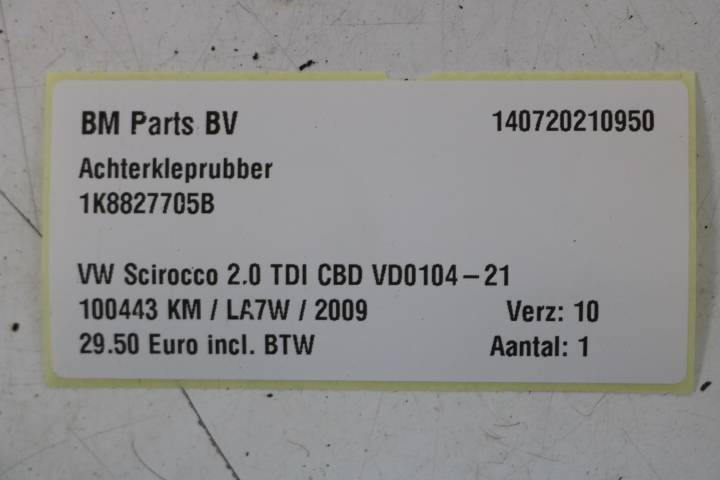 BM Parts BV 140720210950
Achterkleprubber
1K8827705B
VW Scirocco 2.0 TDI CBD VD0104-21
100443 KM / LA7W / 2009 Verz: 10
29.50 Euro incl. BTW Aantal: 1